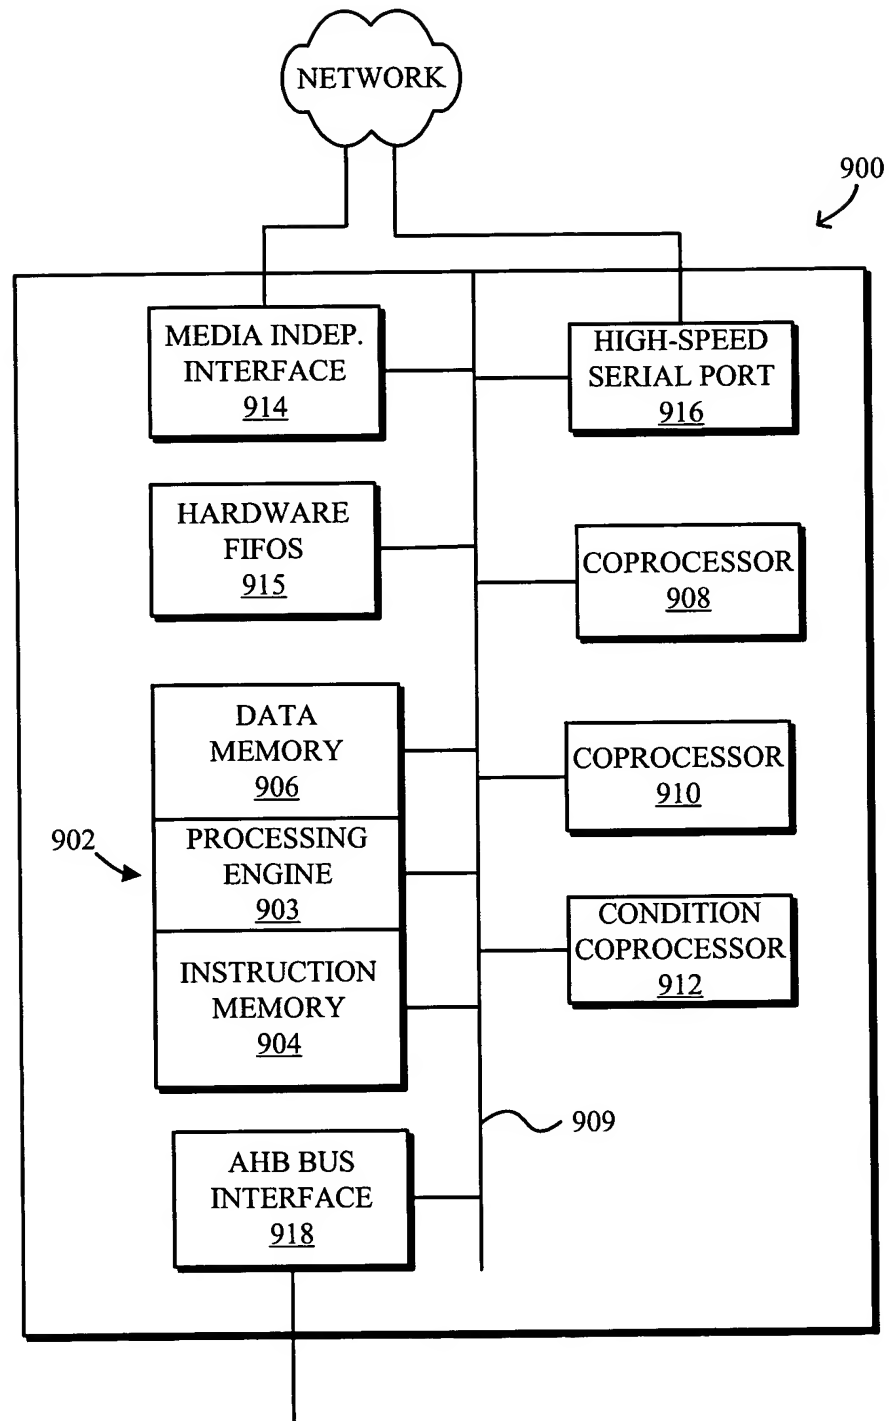 NETWORK
900
MEDIA INDEP.
INTERFACE
914
HIGH-SPEED
SERIAL PORT
916
HARDWARE
FIFOS
915
COPROCESSOR
908
DATA
MEMORY
906
COPROCESSOR
910
902
PROCESSING
ENGINE
903
CONDITION
COPROCESSOR
912
INSTRUCTION
MEMORY
904
909
AHB BUS
INTERFACE
918